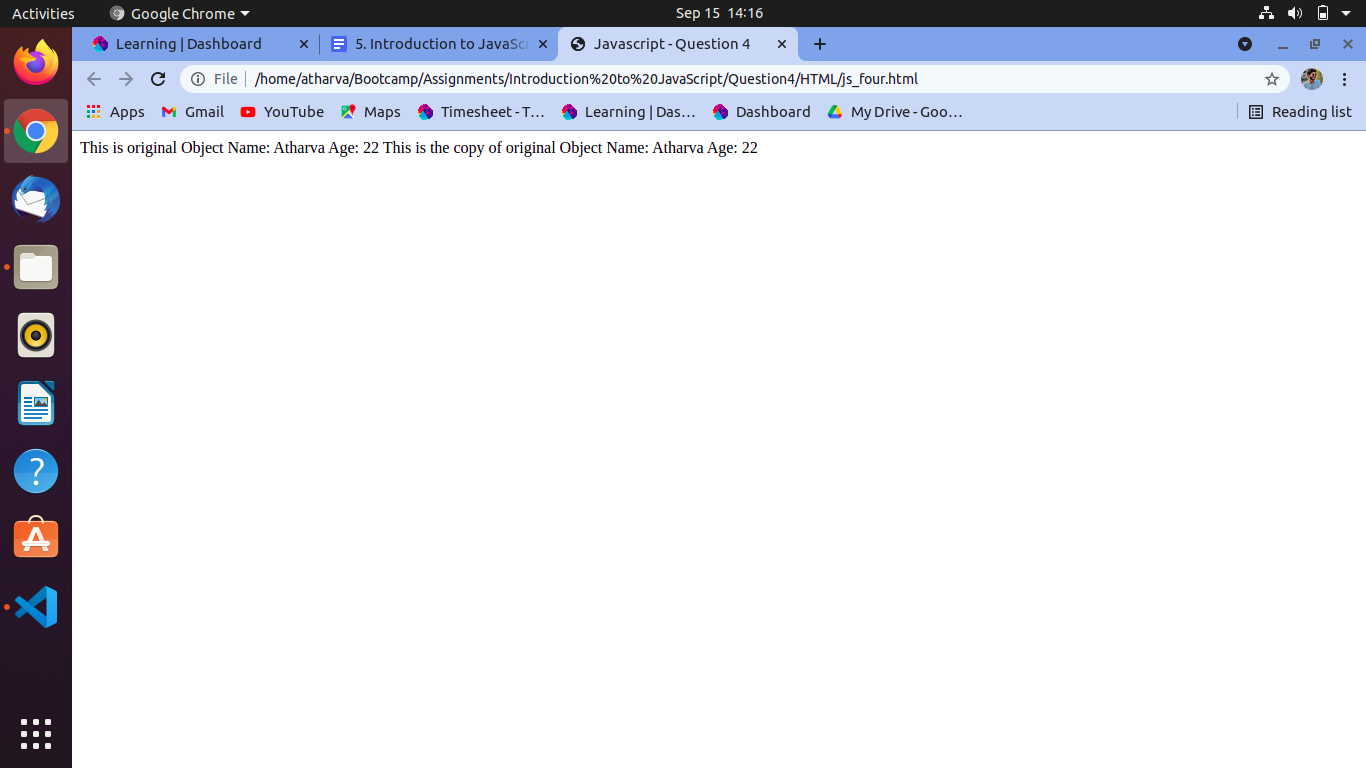 Activities Google Chrome Sep 15 14:16
Learning | Dashboard 5. Introduction to JavaScr Javascript - Question 4
File /home/atharva/Bootcamp/Assignments/Introduction%20to%20JavaScript/Question4/HTML/js_four.html
Apps Gmail YouTube Maps Timesheet - T… Learning | Das… Dashboard My Drive - Goo… Reading list
This is original Object Name: Atharva Age: 22 This is the copy of original Object Name: Atharva Age: 22